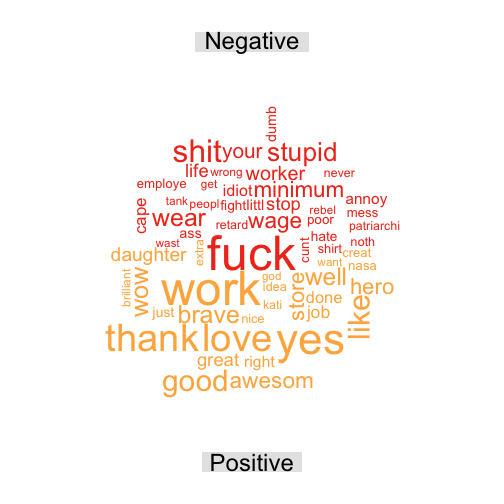 Negative
dumb
shit your stupid
life wrong worker never
employe get idiot minimum annoy
cape tank peopl fight littl stop rebel mess
wear retard wage poor patriarchi
ass hate
wast extra fuck cunt shirt noth
daughter want creat
brilliant wow work god idea well nasa
store hero
just brave kati done
nice job like
thank love yes
great right
good awesom
Positive